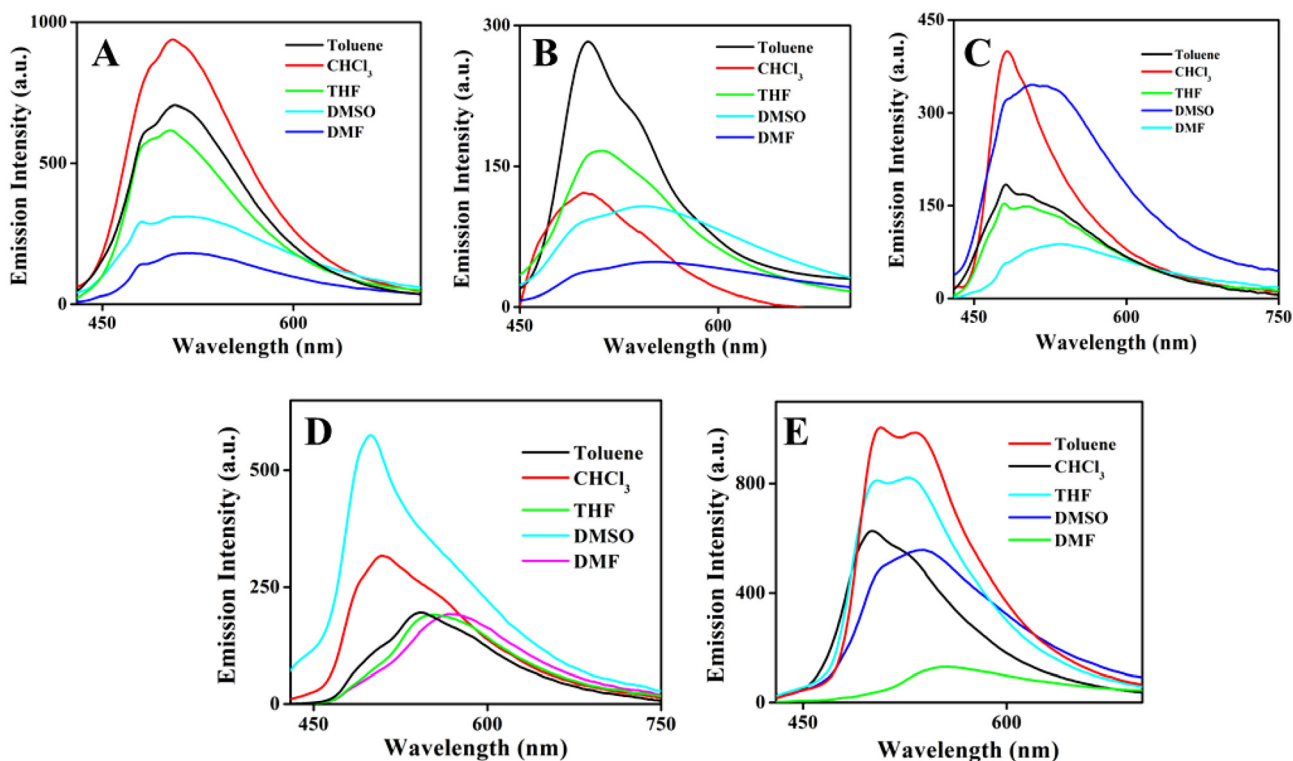 A
Emission Intensity (a.u.)
1000
500
0
450
600
Wavelength (nm)
Toluene
CHCl₃
THF
DMSO
DMF
B
Emission Intensity (a.u.)
300
150
0
450
600
Wavelength (nm)
Toluene
CHCl₃
THF
DMSO
DMF
C
Emission Intensity (a.u.)
450
300
150
0
450
600
750
Wavelength (nm)
Toluene
CHCl₃
THF
DMSO
DMF
D
Emission Intensity (a.u.)
500
250
0
450
600
750
Wavelength (nm)
Toluene
CHCl₃
THF
DMSO
DMF
E
Emission Intensity (a.u.)
800
400
0
450
600
Wavelength (nm)
Toluene
CHCl₃
THF
DMSO
DMF